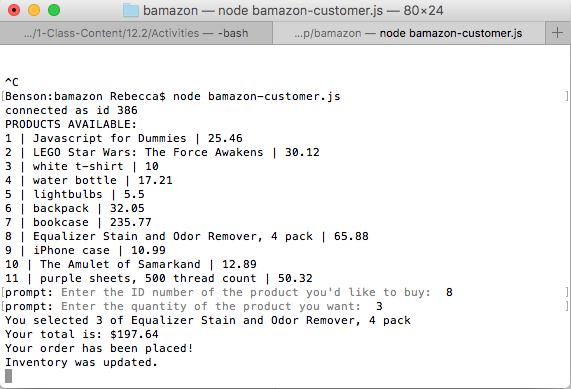 bamazon — node bamazon-customer.js — 80×24
.../1-Class-Content/12.2/Activities — -bash
...p/bamazon — node bamazon-customer.js
+
^C
[Benson:bamazon Rebecca$ node bamazon-customer.js ]
connected as id 386
PRODUCTS AVAILABLE:
1 | Javascript for Dummies | 25.46
2 | LEGO Star Wars: The Force Awakens | 30.12
3 | white t-shirt | 10
4 | water bottle | 17.21
5 | lightbulbs | 5.5
6 | backpack | 32.05
7 | bookcase | 235.77
8 | Equalizer Stain and Odor Remover, 4 pack | 65.88
9 | iPhone case | 10.99
10 | The Amulet of Samarkand | 12.89
11 | purple sheets, 500 thread count | 50.32
[prompt: Enter the ID number of the product you'd like to buy:  8 ]
[prompt: Enter the quantity of the product you want:  3 ]
You selected 3 of Equalizer Stain and Odor Remover, 4 pack
Your total is: $197.64
Your order has been placed!
Inventory was updated.